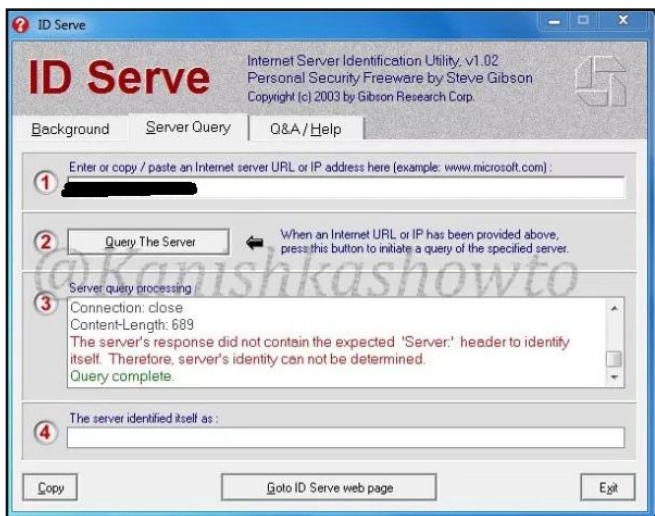 ID Serve
ID Serve
Internet Server Identification Utility, v1.02
Personal Security Freeware by Steve Gibson
Copyright (c) 2003 by Gibson Research Corp.
Background
Server Query
Q&A / Help
1
Enter or copy / paste an Internet server URL or IP address here (example: www.microsoft.com) :
2
Query The Server
When an Internet URL or IP has been provided above,
press this button to initiate a query of the specified server.
@Kanishkashowto
3
Server query processing :
Connection: close
Content-Length: 689
The server's response did not contain the expected 'Server:' header to identify
itself. Therefore, server's identity can not be determined.
Query complete.
4
The server identified itself as :
Copy
Goto ID Serve web page
Exit